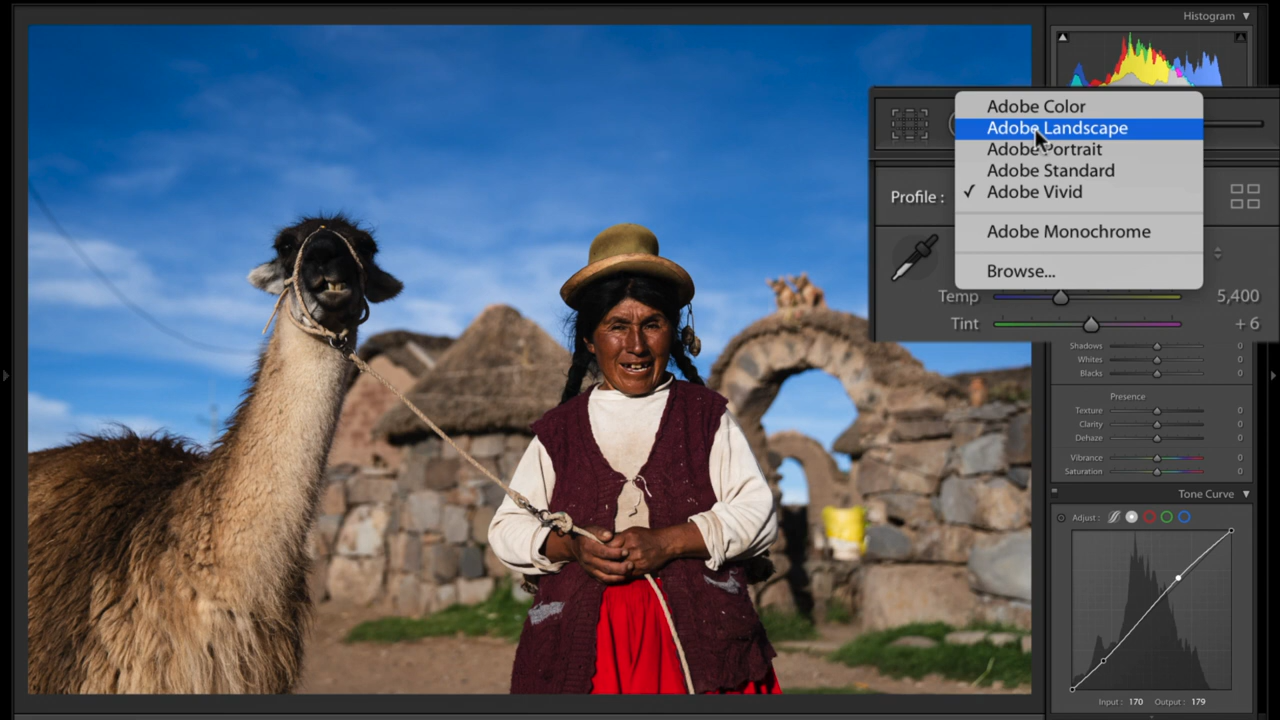 Histogram
Adobe Color
Adobe Landscape
Adobe Portrait
Adobe Standard
Adobe Vivid
Adobe Monochrome
Browse...
Profile :
Temp 5,400
Tint + 6
Shadows 0
Whites 0
Blacks 0
Presence
Texture 0
Clarity 0
Dehaze 0
Vibrance 0
Saturation 0
Tone Curve
Adjust :
Input : 170 Output : 179